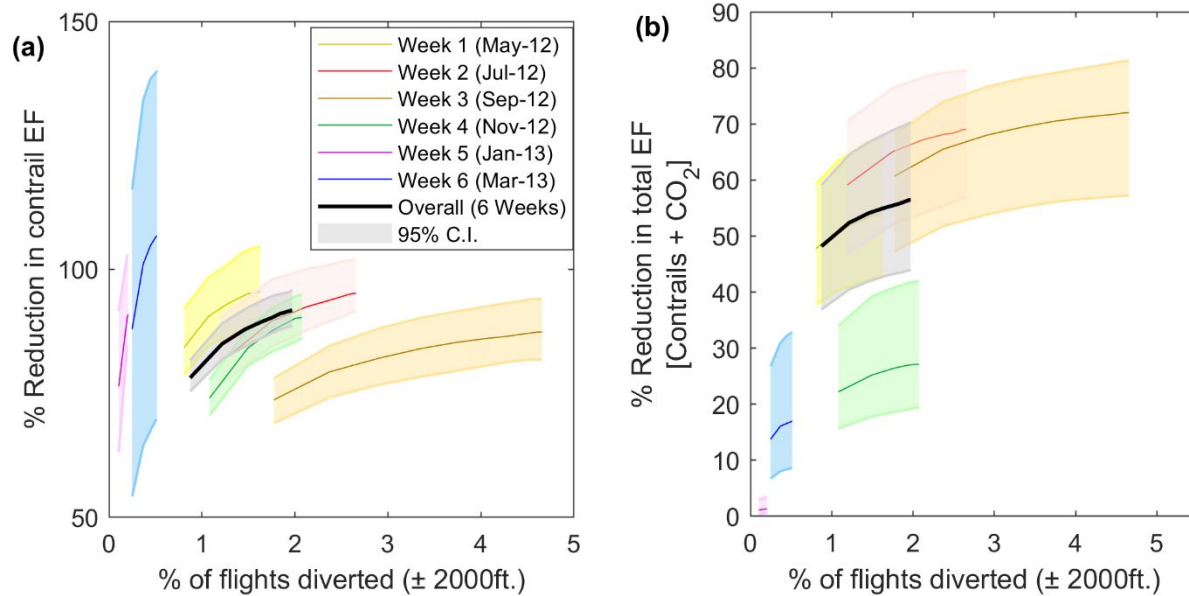 (a)
150
100
50
% Reduction in contrail EF
0 1 2 3 4 5
% of flights diverted (± 2000ft.)
Week 1 (May-12)
Week 2 (Jul-12)
Week 3 (Sep-12)
Week 4 (Nov-12)
Week 5 (Jan-13)
Week 6 (Mar-13)
Overall (6 Weeks)
95% C.I.
(b)
90
80
70
60
50
40
30
20
10
0
% Reduction in total EF
[Contrails + CO₂]
0 1 2 3 4 5
% of flights diverted (± 2000ft.)